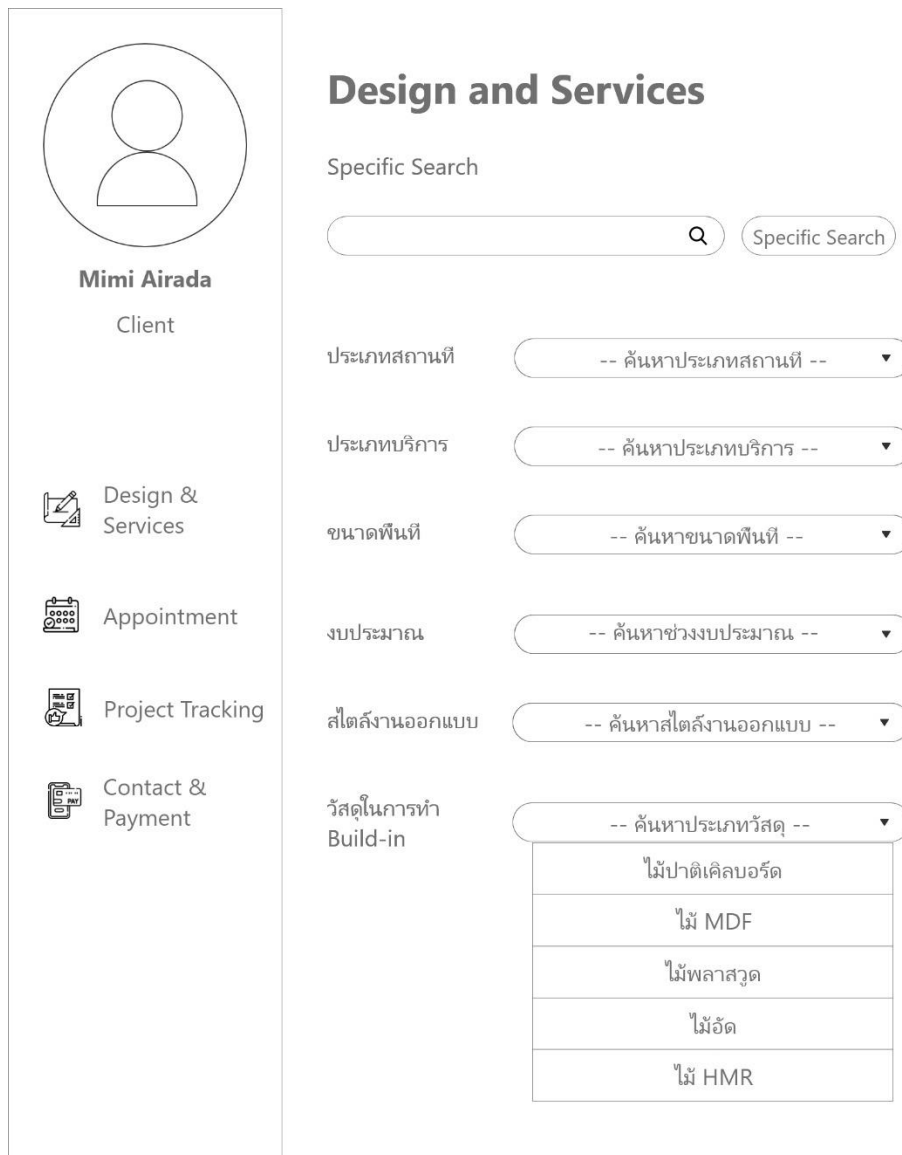 Mimi Airada
Client
Design &
Services
Appointment
Project Tracking
Contact &
Payment
Design and Services
Specific Search
Specific Search
ประเภทสถานที่
-- ค้นหาประเภทสถานที่ --
ประเภทบริการ
-- ค้นหาประเภทบริการ --
ขนาดพื้นที่
-- ค้นหาขนาดพื้นที่ --
งบประมาณ
-- ค้นหาช่วงงบประมาณ --
สไตล์งานออกแบบ
-- ค้นหาสไตล์งานออกแบบ --
วัสดุในการทำ
Build-in
-- ค้นหาประเภทวัสดุ --
ไม้ปาติเคิลบอร์ด
ไม้ MDF
ไม้พลาสวูด
ไม้อัด
ไม้ HMR